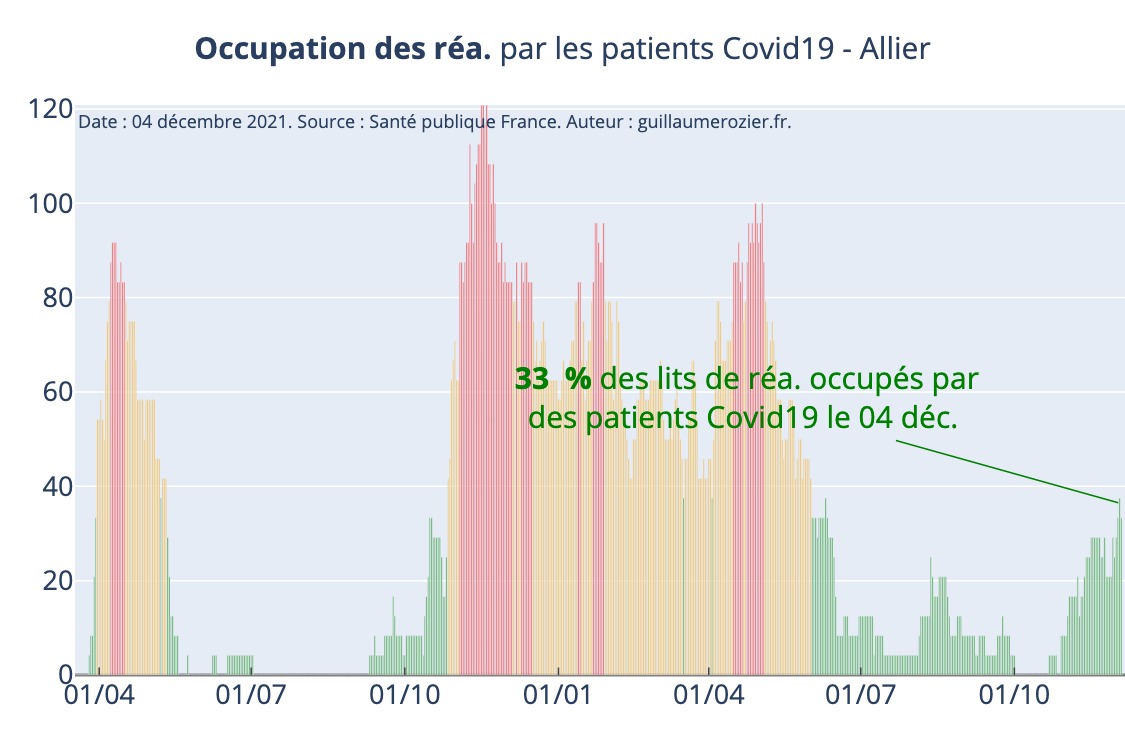 Occupation des réa. par les patients Covid19 - Allier
120
Date : 04 décembre 2021. Source : Santé publique France. Auteur : guillaumerozier.fr.
100
80
33 % des lits de réa. occupés par
60
des patients Covid19 le 04 déc.
40
20
0
01/04 01/07 01/10 01/01 01/04 01/07 01/10